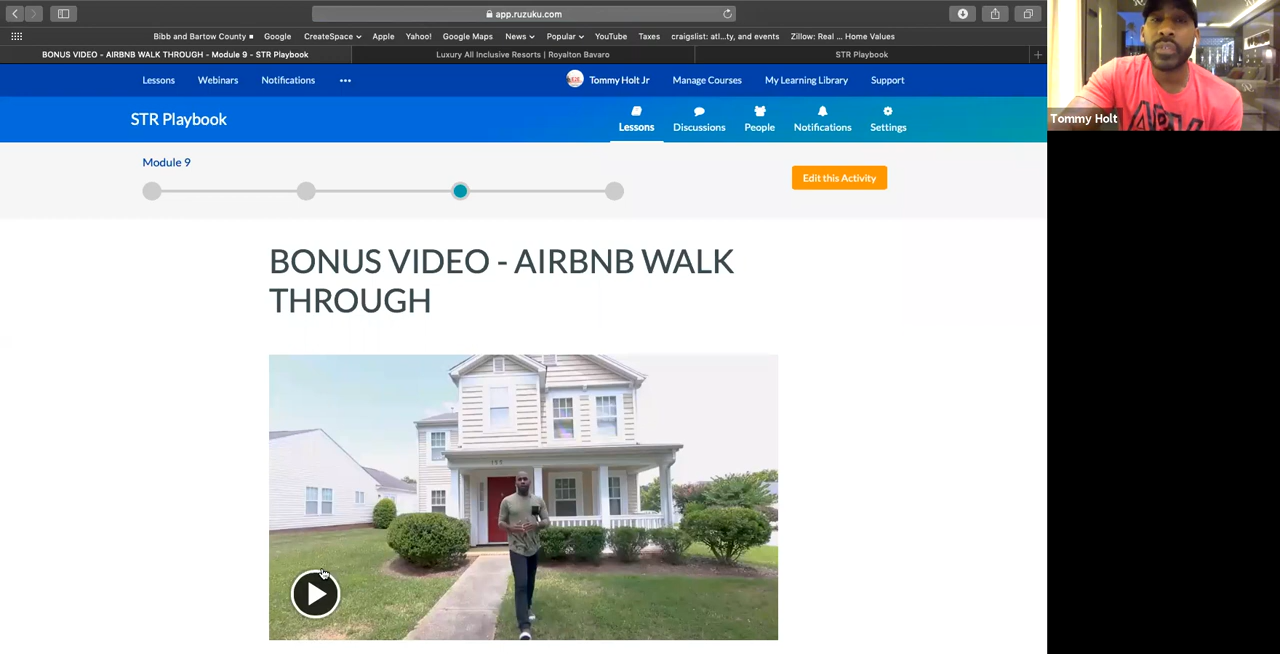 app.ruzuku.com
Bibb and Bartow County
Google
CreateSpace
Apple
Yahoo!
Google Maps
News
Popular
YouTube
Taxes
craigslist: atl...ty, and events
Zillow: Real ... Home Values
BONUS VIDEO - AIRBNB WALK THROUGH - Module 9 - STR Playbook
Luxury All Inclusive Resorts | Royalton Bavaro
STR Playbook
Lessons
Webinars
Notifications
Tommy Holt Jr
Manage Courses
My Learning Library
Support
STR Playbook
Lessons
Discussions
People
Notifications
Settings
Module 9
Edit this Activity
BONUS VIDEO - AIRBNB WALK
THROUGH
Tommy Holt